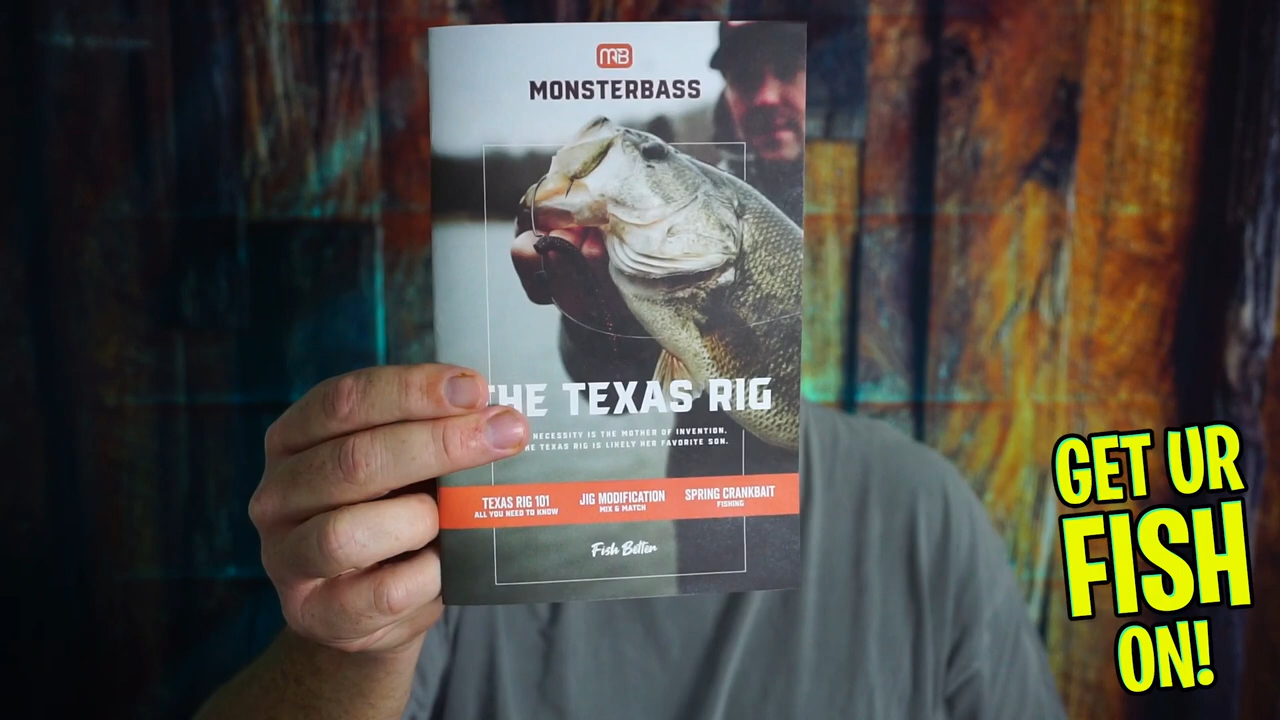 MB
MONSTERBASS
THE TEXAS RIG
NECESSITY IS THE MOTHER OF INVENTION.
THE TEXAS RIG IS LIKELY HER FAVORITE SON.
TEXAS RIG 101
ALL YOU NEED TO KNOW
JIG MODIFICATION
MIX & MATCH
SPRING CRANKBAIT
FISHING
Fish Better
GET UR
FISH
ON!